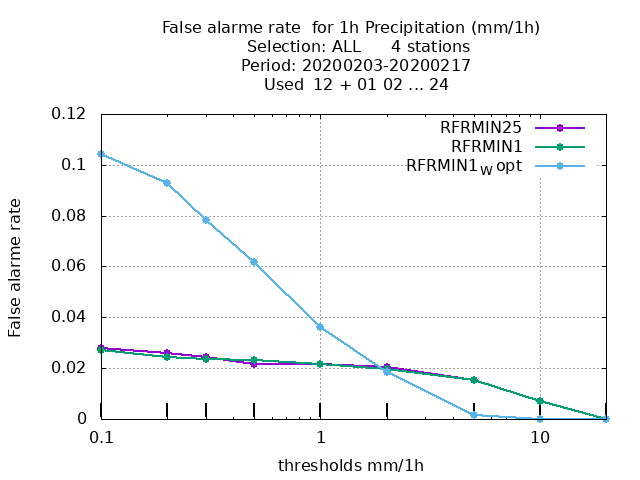 False alarme rate  for 1h Precipitation (mm/1h)
Selection: ALL      4 stations
Period: 20200203-20200217
Used  12 + 01 02 ... 24
0.12
RFRMIN25
RFRMIN1
0.1
RFRMIN1W opt
0.08
False alarme rate
0.06
0.04
0.02
0
0.1
1
10
thresholds mm/1h